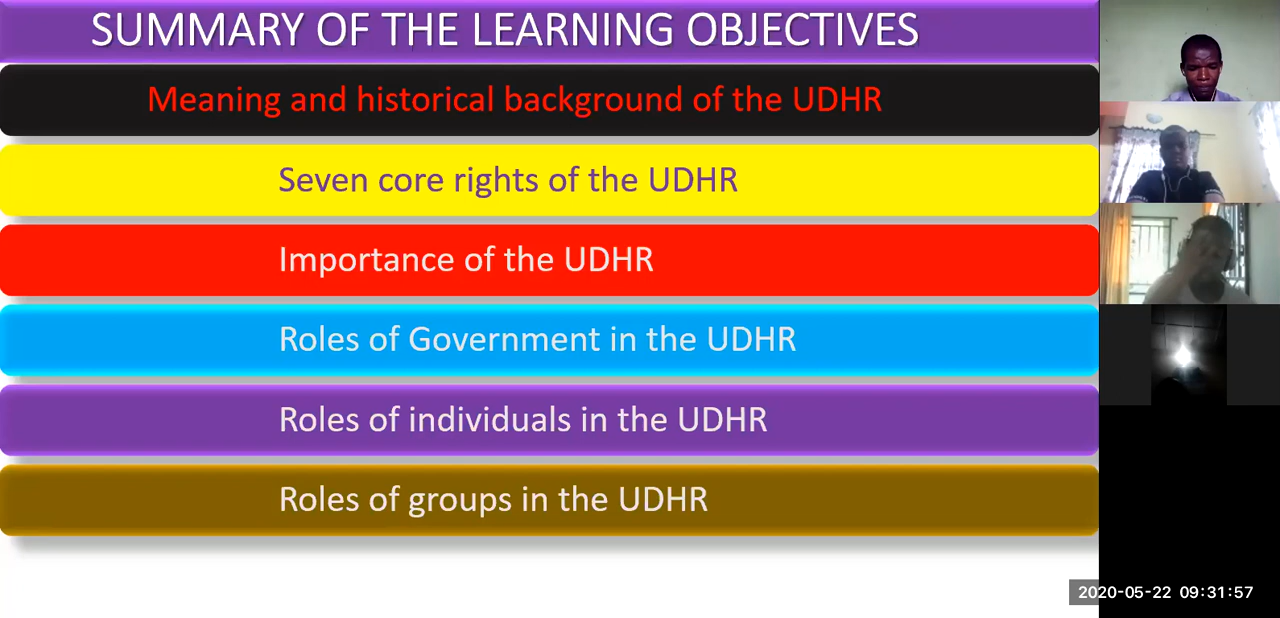 SUMMARY OF THE LEARNING OBJECTIVES
Meaning and historical background of the UDHR
Seven core rights of the UDHR
Importance of the UDHR
Roles of Government in the UDHR
Roles of individuals in the UDHR
Roles of groups in the UDHR
2020-05-22 09:31:57